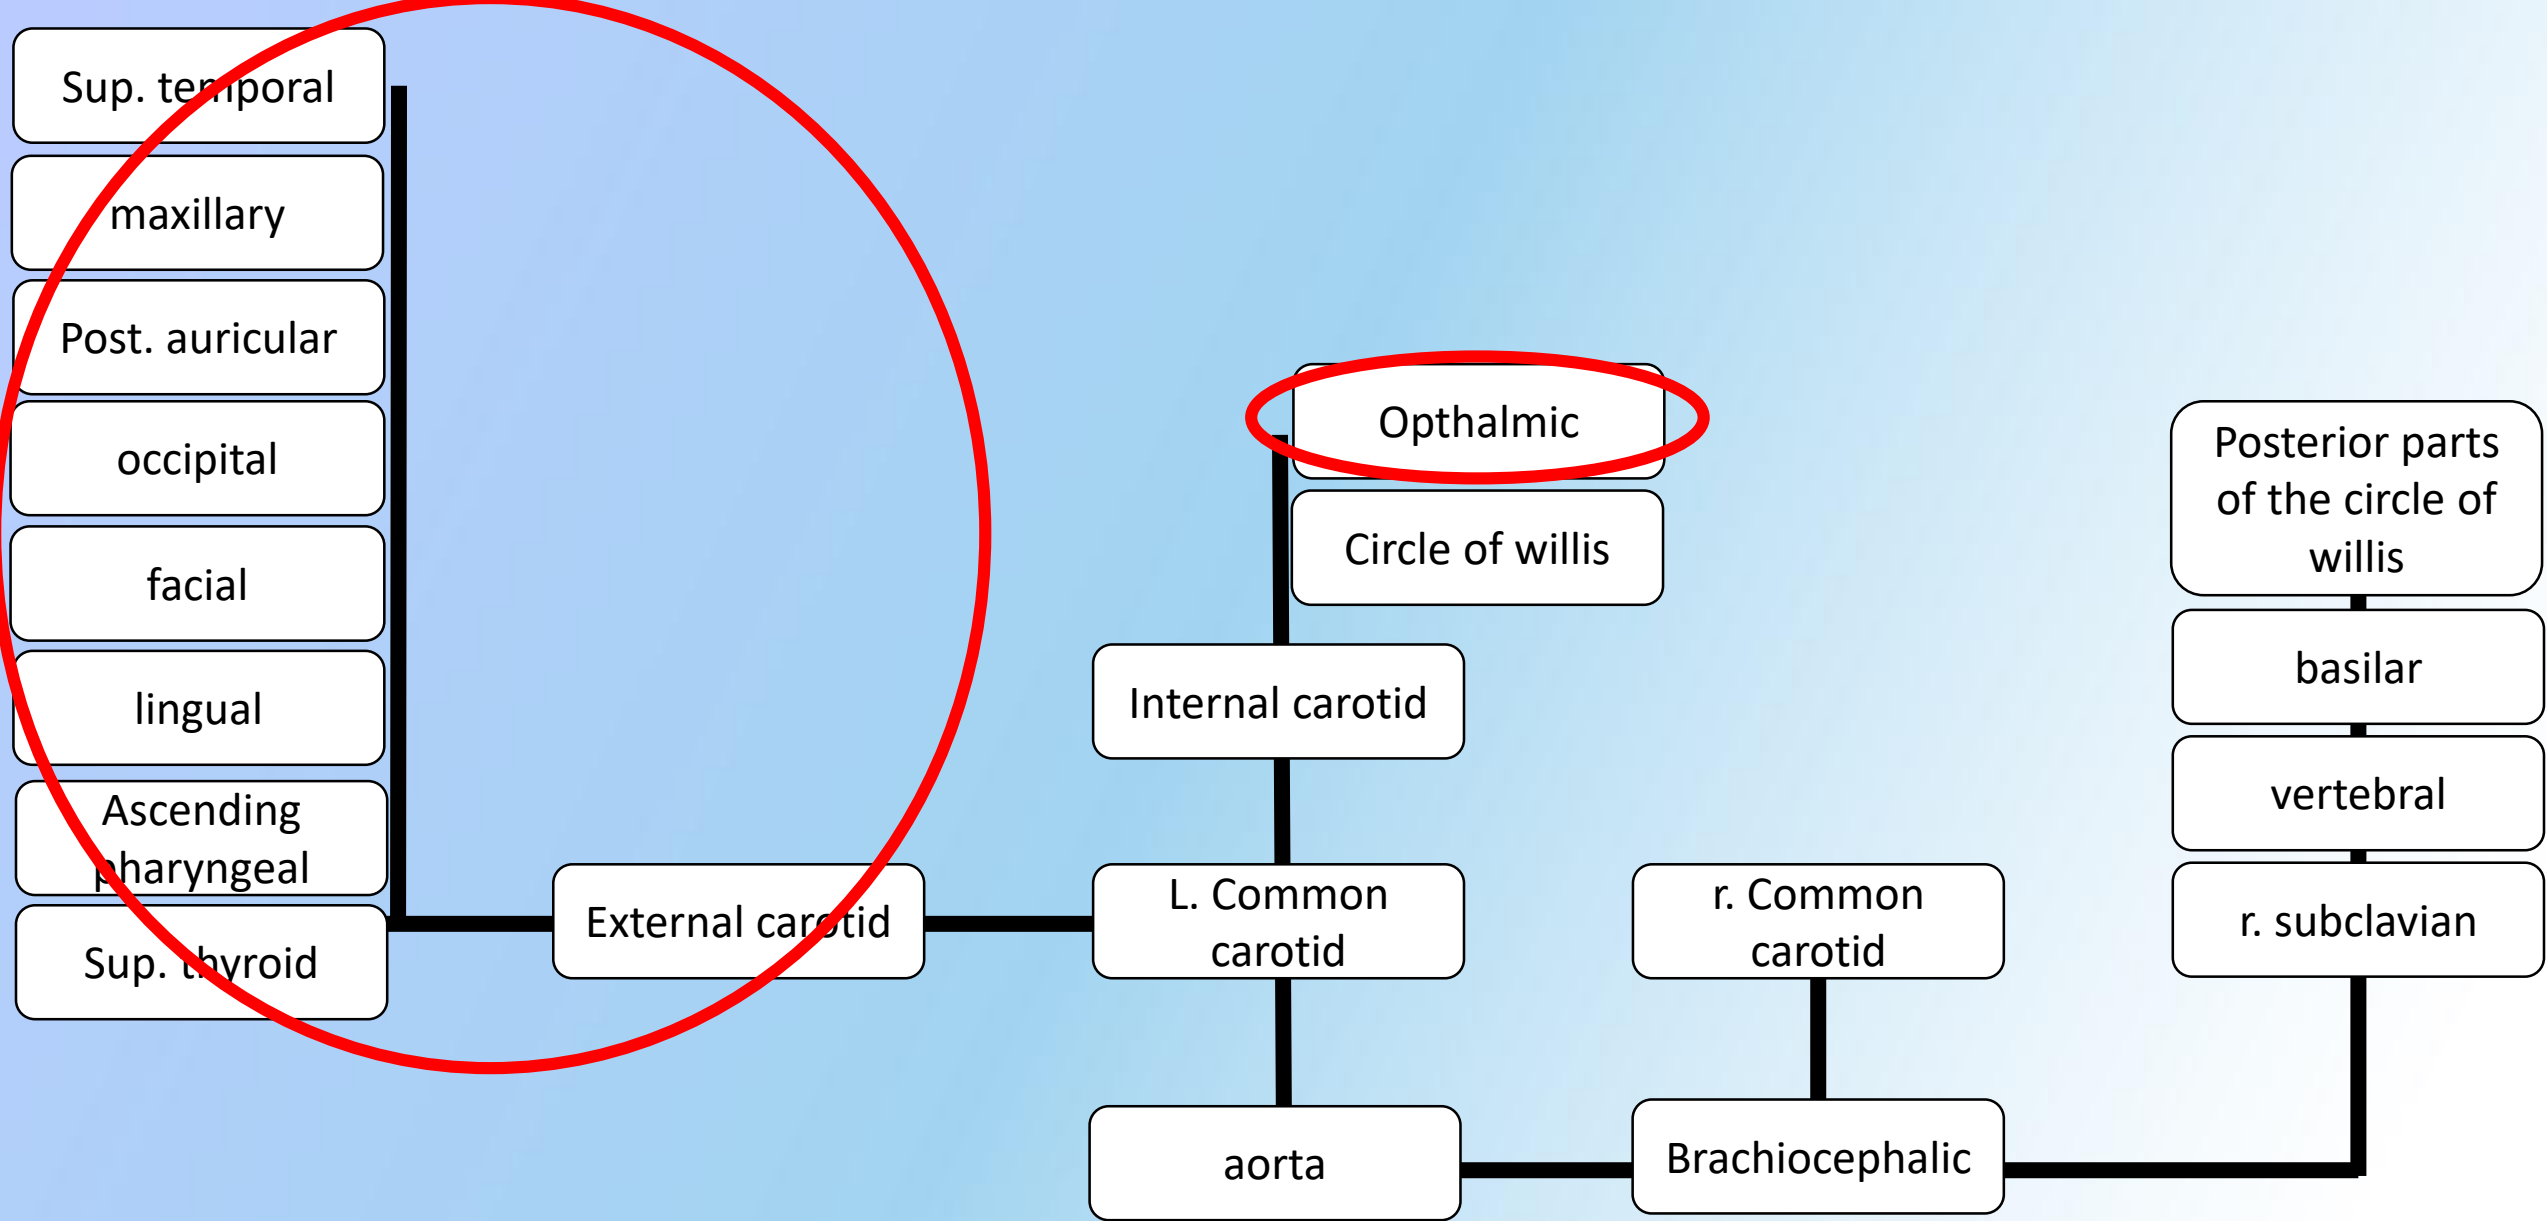 Sup. temporal
maxillary
Post. auricular
occipital
facial
lingual
Ascending
pharyngeal
Sup. thyroid
External carotid
Opthalmic
Circle of willis
Internal carotid
L. Common
carotid
aorta
r. Common
carotid
Brachiocephalic
Posterior parts
of the circle of
willis
basilar
vertebral
r. subclavian